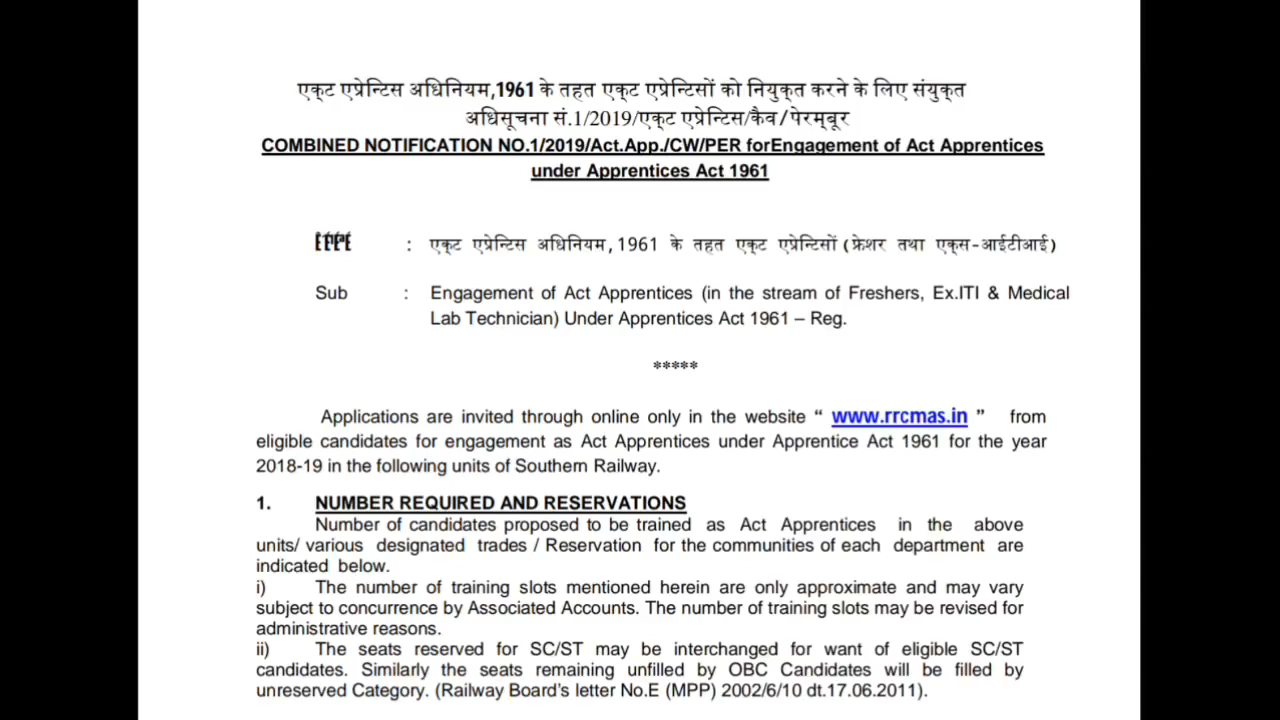 एक्ट एप्रेन्टिस अधिनियम,1961 के तहत एक्ट एप्रेन्टिसों को नियुक्त करने के लिए संयुक्त
अधिसूचना सं.1/2019/एक्ट एप्रेन्टिस/कैव/पेरम्बूर
COMBINED NOTIFICATION NO.1/2019/Act.App./CW/PER forEngagement of Act Apprentices
under Apprentices Act 1961
: एक्ट एप्रेन्टिस अधिनियम,1961 के तहत एक्ट एप्रेन्टिसों (फ्रेशर तथा एक्स-आईटीआई)
Sub : Engagement of Act Apprentices (in the stream of Freshers, Ex.ITI & Medical
Lab Technician) Under Apprentices Act 1961 – Reg.
*****
Applications are invited through online only in the website “ www.rrcmas.in ” from
eligible candidates for engagement as Act Apprentices under Apprentice Act 1961 for the year
2018-19 in the following units of Southern Railway.
1. NUMBER REQUIRED AND RESERVATIONS
Number of candidates proposed to be trained as Act Apprentices in the above
units/ various designated trades / Reservation for the communities of each department are
indicated below.
i) The number of training slots mentioned herein are only approximate and may vary
subject to concurrence by Associated Accounts. The number of training slots may be revised for
administrative reasons.
ii) The seats reserved for SC/ST may be interchanged for want of eligible SC/ST
candidates. Similarly the seats remaining unfilled by OBC Candidates will be filled by
unreserved Category. (Railway Board’s letter No.E (MPP) 2002/6/10 dt.17.06.2011).